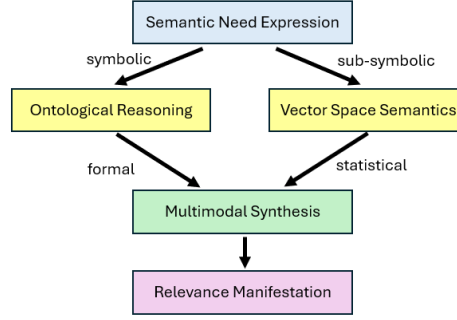 Semantic Need Expression
symbolic
sub-symbolic
Ontological Reasoning
Vector Space Semantics
formal
statistical
Multimodal Synthesis
Relevance Manifestation